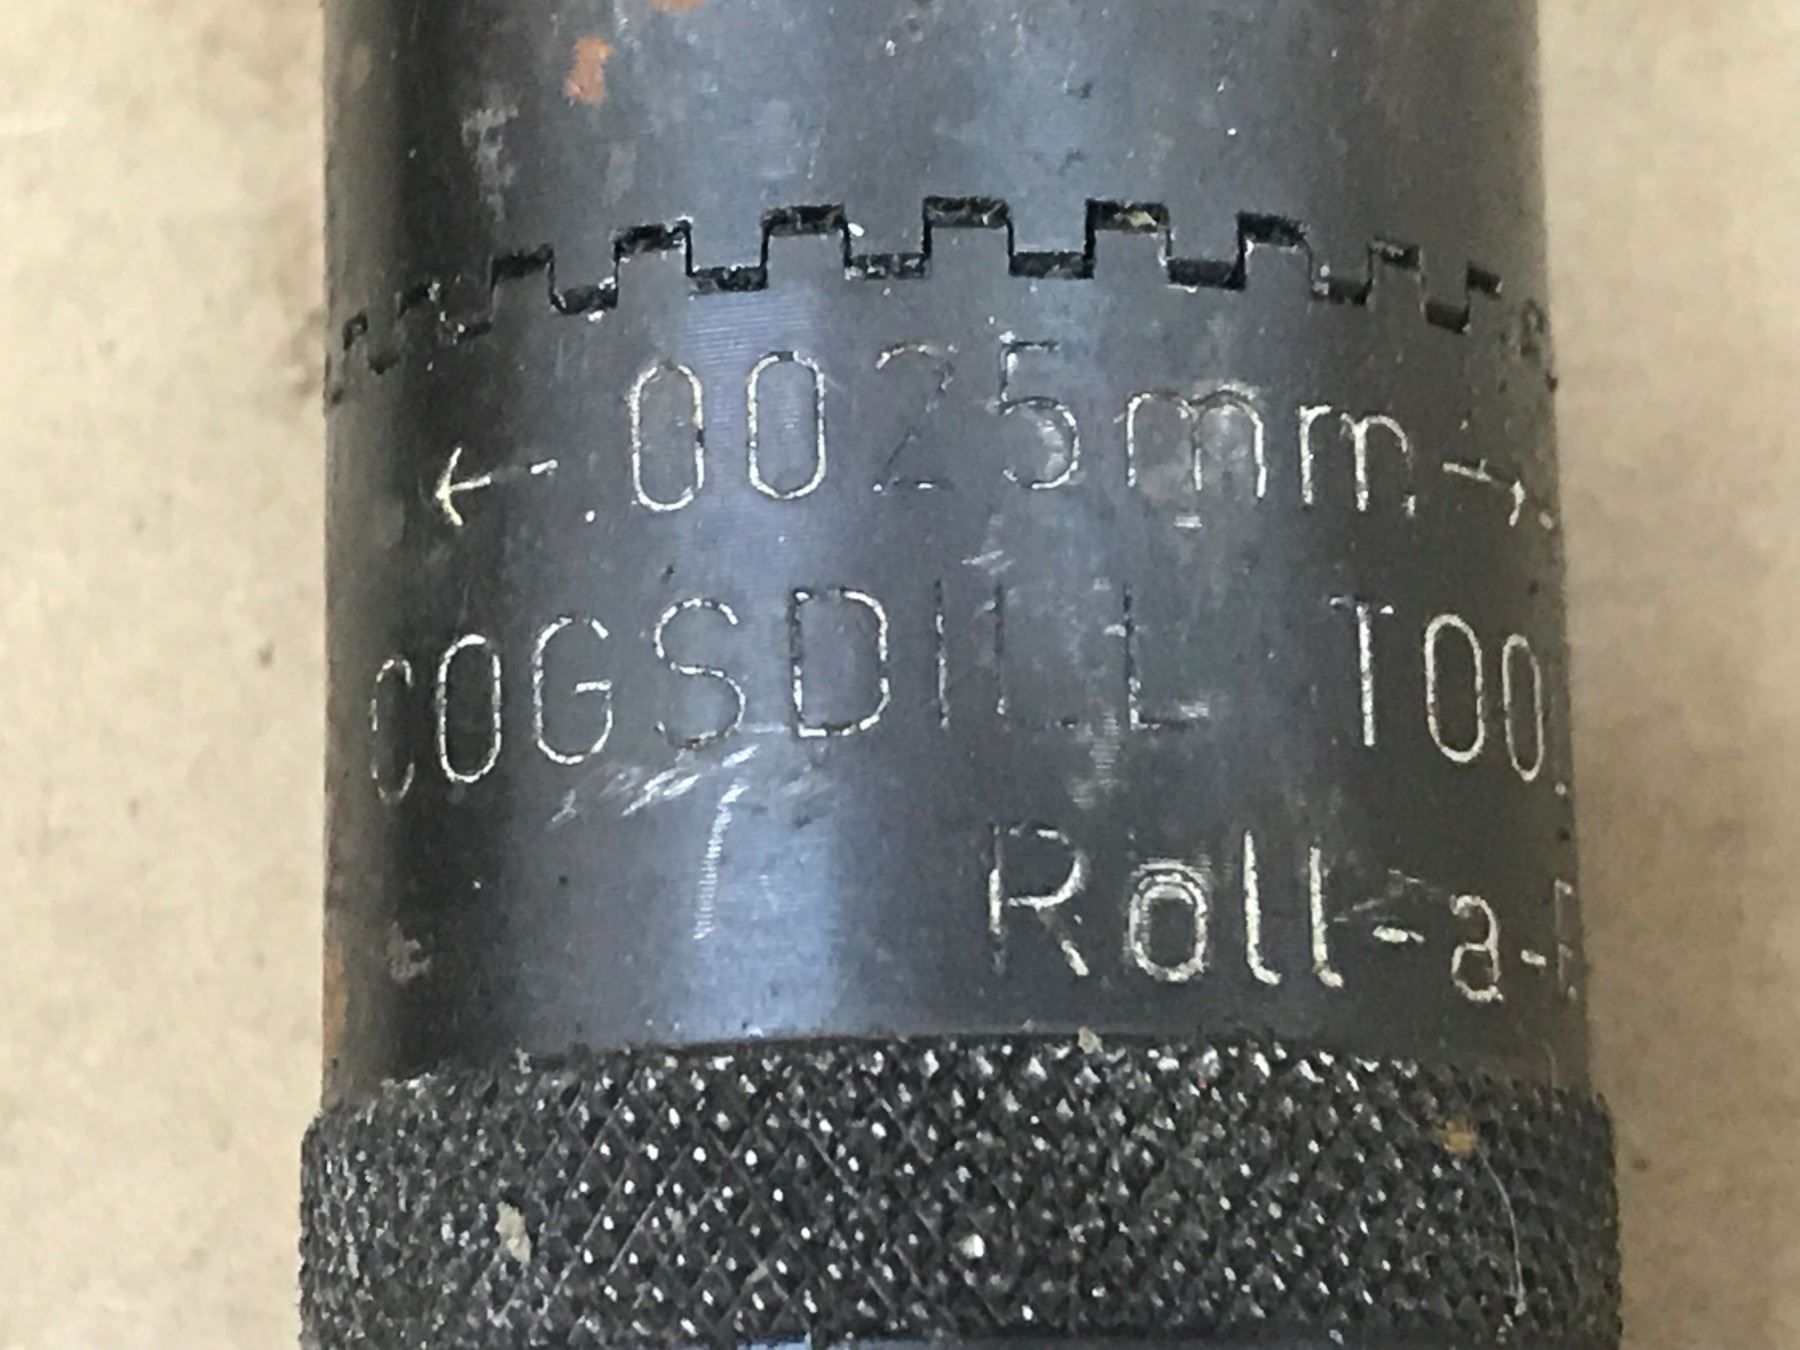 ← .0025mm →
COGSDILL TOO
Roll-a-